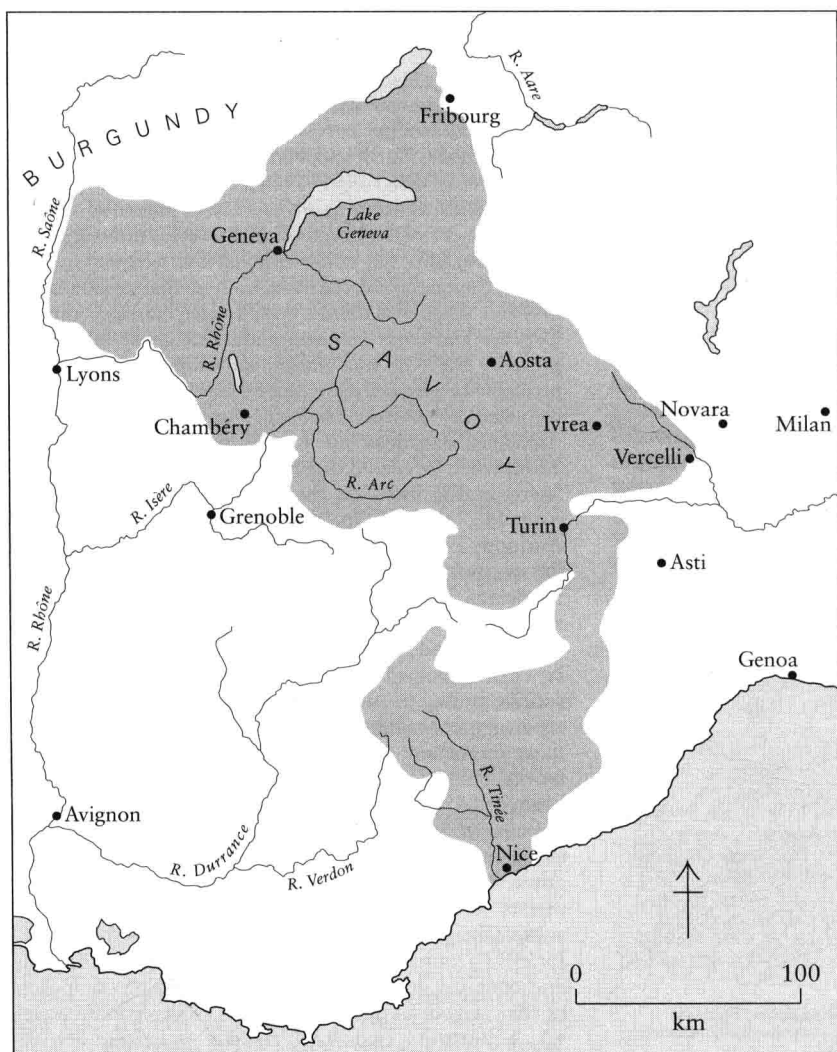 R. Aare
Fribourg
BURGUNDY
R. Saône
Lake
Geneva
Geneva
R. Rhône
SAVOY
Lyons
Aosta
Chambéry
Ivrea
Novara
Milan
Vercelli
R. Arc
R. Isère
Grenoble
Turin
Asti
R. Rhône
Genoa
R. Tinée
Avignon
R. Durrance
R. Verdon
Nice
0 100
km